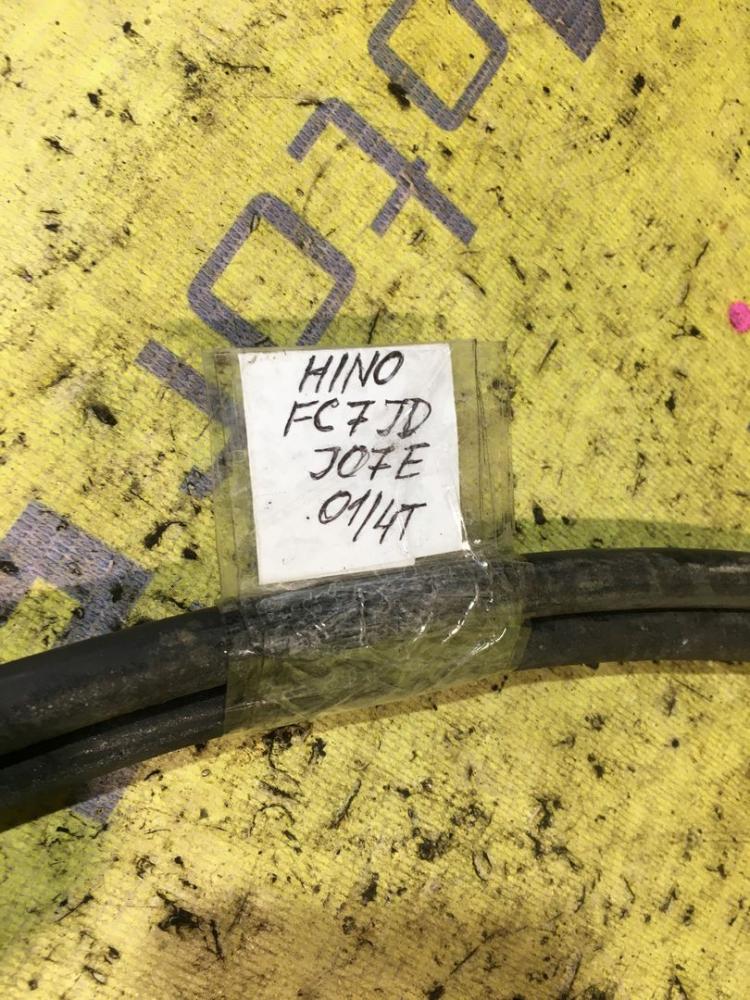 HINO
FC7JD
J07E
.01/4T